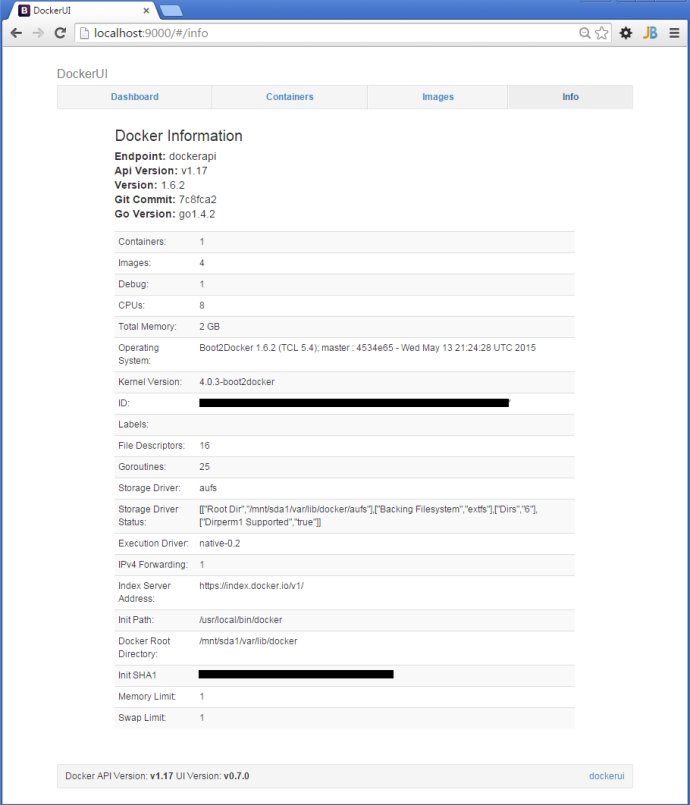 DockerUI
localhost:9000/#/info
JB
DockerUI
Dashboard Containers Images Info
Docker Information
Endpoint: dockerapi
Api Version: v1.17
Version: 1.6.2
Git Commit: 7c8fca2
Go Version: go1.4.2
Containers: 1
Images: 4
Debug: 1
CPUs: 8
Total Memory: 2 GB
Operating Boot2Docker 1.6.2 (TCL 5.4); master : 4534e65 - Wed May 13 21:24:28 UTC 2015
System:
Kernel Version: 4.0.3-boot2docker
ID:
Labels:
File Descriptors: 16
Goroutines: 25
Storage Driver: aufs
Storage Driver [["Root Dir","/mnt/sda1/var/lib/docker/aufs"],["Backing Filesystem","extfs"],["Dirs","6"],
Status: ["Dirperm1 Supported","true"]]
Execution Driver: native-0.2
IPv4 Forwarding: 1
Index Server https://index.docker.io/v1/
Address:
Init Path: /usr/local/bin/docker
Docker Root /mnt/sda1/var/lib/docker
Directory:
Init SHA1
Memory Limit: 1
Swap Limit: 1
Docker API Version: v1.17 UI Version: v0.7.0 dockerui